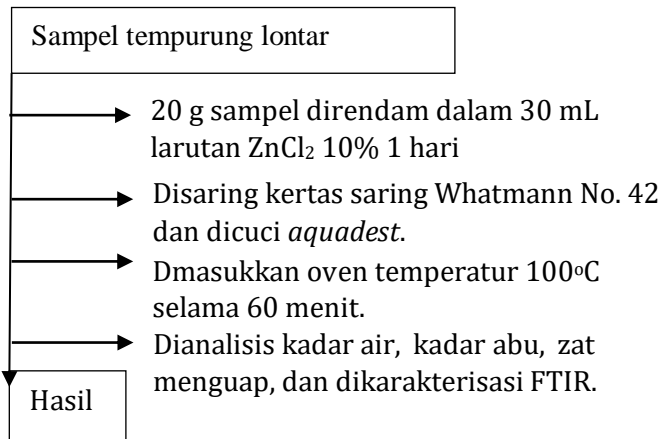 Sampel tempurung lontar
20 g sampel direndam dalam 30 mL
larutan ZnCl₂ 10% 1 hari
Disaring kertas saring Whatmann No. 42
dan dicuci aquadest.
Dmasukkan oven temperatur 100ᵒC
selama 60 menit.
Dianalisis kadar air, kadar abu, zat
menguap, dan dikarakterisasi FTIR.
Hasil